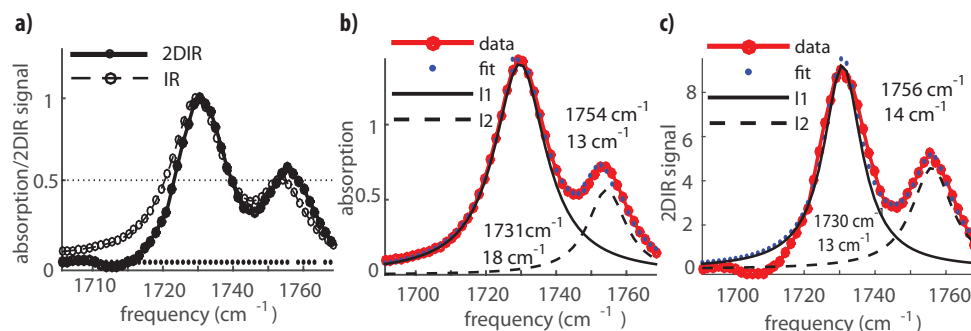 a)
2DIR
IR
absorption/2DIR signal
1
0.5
0
1710
1720
1740
1760
frequency (cm⁻¹)
b)
data
fit
l1
l2
1754 cm⁻¹
13 cm⁻¹
1731 cm⁻¹
18 cm⁻¹
absorption
1
0.5
0
1700
1720
1740
1760
frequency (cm⁻¹)
c)
data
fit
l1
l2
1756 cm⁻¹
14 cm⁻¹
1730 cm⁻¹
13 cm⁻¹
2DIR signal
8
6
4
2
0
1700
1720
1740
1760
frequency (cm⁻¹)